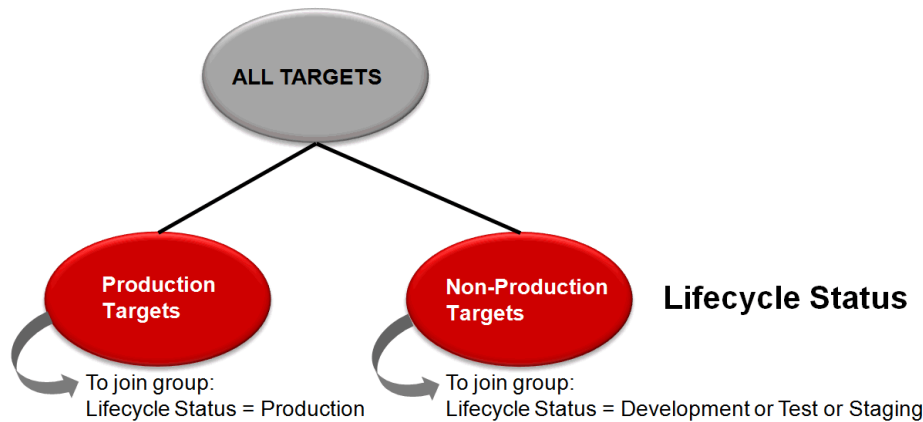 ALL TARGETS
Production
Targets
Non-Production
Targets
Lifecycle Status
To join group:
Lifecycle Status = Production
To join group:
Lifecycle Status = Development or Test or Staging